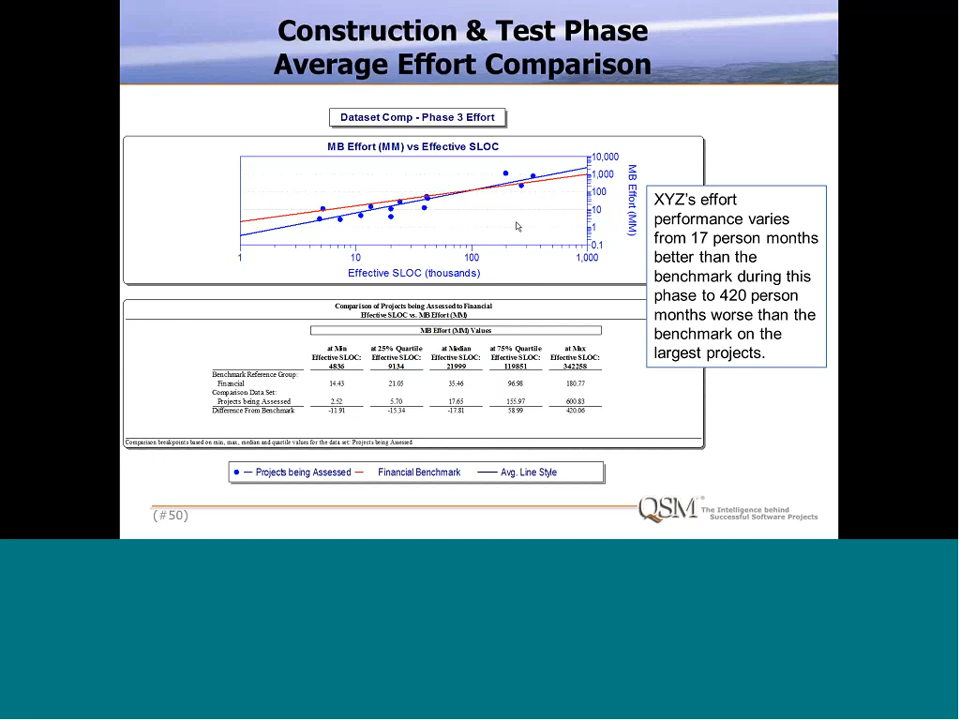 Construction & Test Phase
Average Effort Comparison
Dataset Comp - Phase 3 Effort
MB Effort (MM) vs Effective SLOC
10,000
1,000
100
10
1
0.1
MB Effort (MM)
1 10 100 1,000
Effective SLOC (thousands)
XYZ's effort
performance varies
from 17 person months
better than the
benchmark during this
phase to 420 person
months worse than the
benchmark on the
largest projects.
Comparison of Projects being Assessed to Financial
Effective SLOC vs. MB Effort (MM)
MB Effort (MM) Values
at Min at 25% Quartile at Median at 75% Quartile at Max
Effective SLOC: Effective SLOC: Effective SLOC: Effective SLOC: Effective SLOC:
4836 9134 21999 119851 342258
Benchmark Reference Group:
Financial 14.43 21.05 35.46 96.98 180.77
Comparison Data Set:
Projects being Assessed 2.52 5.70 17.65 155.97 600.83
Difference From Benchmark -11.91 -15.34 -17.81 58.99 420.06
Comparison breakpoints based on min, max, median and quartile values for the data set: Projects being Assessed
Projects being Assessed Financial Benchmark Avg. Line Style
(#50)
QSM ® The Intelligence behind
Successful Software Projects